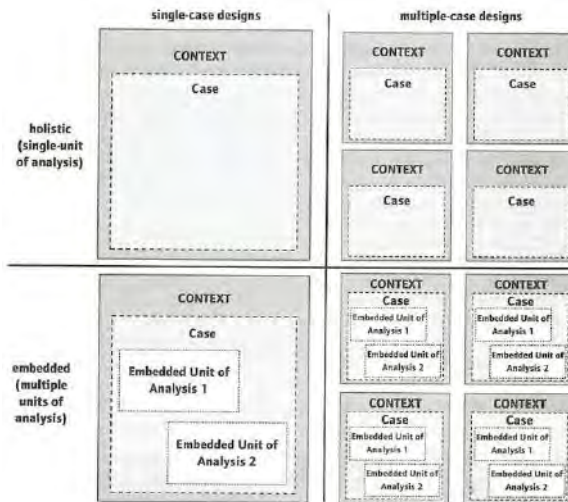 single-case designs
multiple-case designs
CONTEXT
Case
holistic
(single-unit
of analysis)
CONTEXT
Case
CONTEXT
Case
CONTEXT
Case
CONTEXT
Case
embedded
(multiple
units of
analysis)
CONTEXT
Case
Embedded Unit of
Analysis 1
Embedded Unit of
Analysis 2
CONTEXT
Case
Embedded Unit of
Analysis 1
Embedded Unit of
Analysis 2
CONTEXT
Case
Embedded Unit of
Analysis 1
Embedded Unit of
Analysis 2
CONTEXT
Case
Embedded Unit of
Analysis 1
Embedded Unit of
Analysis 2
CONTEXT
Case
Embedded Unit of
Analysis 1
Embedded Unit of
Analysis 2